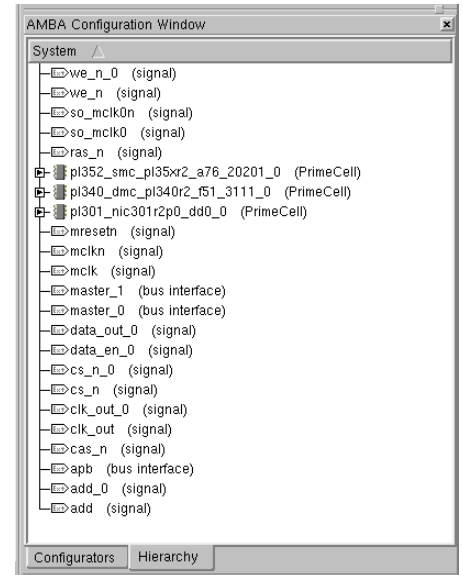 AMBA Configuration Window
System
we_n_0 (signal)
we_n (signal)
so_mclk0n (signal)
so_mclk0 (signal)
ras_n (signal)
pl352_smc_pl35xr2_a76_20201_0 (PrimeCell)
pl340_dmc_pl340r2_f51_3111_0 (PrimeCell)
pl301_nic301r2p0_dd0_0 (PrimeCell)
mresetn (signal)
mclkn (signal)
mclk (signal)
master_1 (bus interface)
master_0 (bus interface)
data_out_0 (signal)
data_en_0 (signal)
cs_n_0 (signal)
cs_n (signal)
clk_out_0 (signal)
clk_out (signal)
cas_n (signal)
apb (bus interface)
add_0 (signal)
add (signal)
Configurators Hierarchy